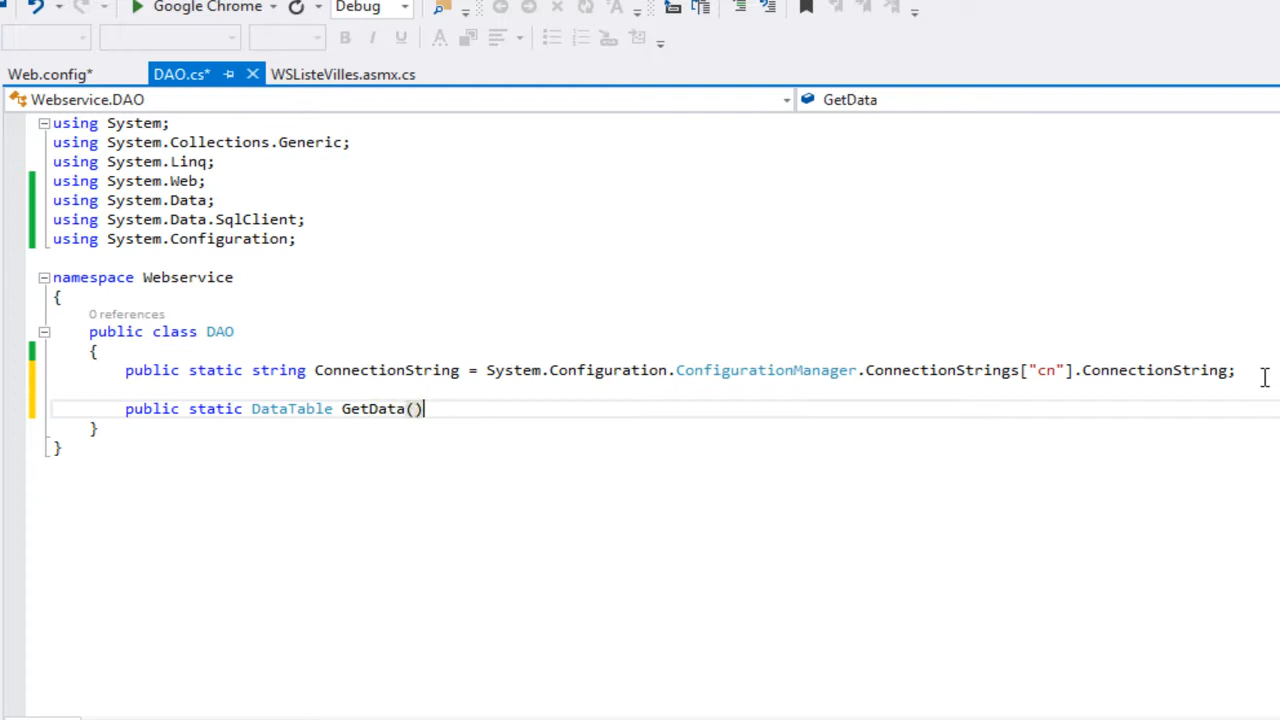 Google Chrome Debug
B I U A
Web.config* DAO.cs* WSListeVilles.asmx.cs
Webservice.DAO GetData
using System;
using System.Collections.Generic;
using System.Linq;
using System.Web;
using System.Data;
using System.Data.SqlClient;
using System.Configuration;
namespace Webservice
{
0 references
public class DAO
{
public static string ConnectionString = System.Configuration.ConfigurationManager.ConnectionStrings["cn"].ConnectionString;
public static DataTable GetData()
}
}